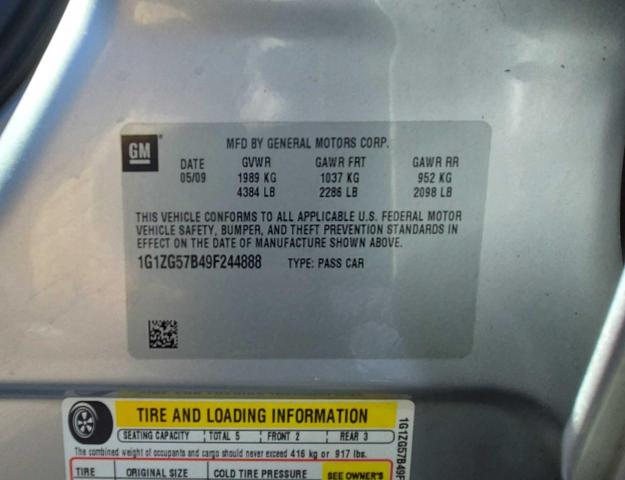 GM
MFD BY GENERAL MOTORS CORP.
DATE GVWR GAWR FRT GAWR RR
05/09 1989 KG 1037 KG 952 KG
4384 LB 2286 LB 2098 LB
THIS VEHICLE CONFORMS TO ALL APPLICABLE U.S. FEDERAL MOTOR
VEHICLE SAFETY, BUMPER, AND THEFT PREVENTION STANDARDS IN
EFFECT ON THE DATE OF MANUFACTURE SHOWN ABOVE.
1G1ZG57B49F244888 TYPE: PASS CAR
TIRE AND LOADING INFORMATION
SEATING CAPACITY TOTAL 5 FRONT 2 REAR 3
The combined weight of occupants and cargo should never exceed 416 kg or 917 lbs.
TIRE ORIGINAL SIZE COLD TIRE PRESSURE SEE OWNER'S
1G1ZG57B49F